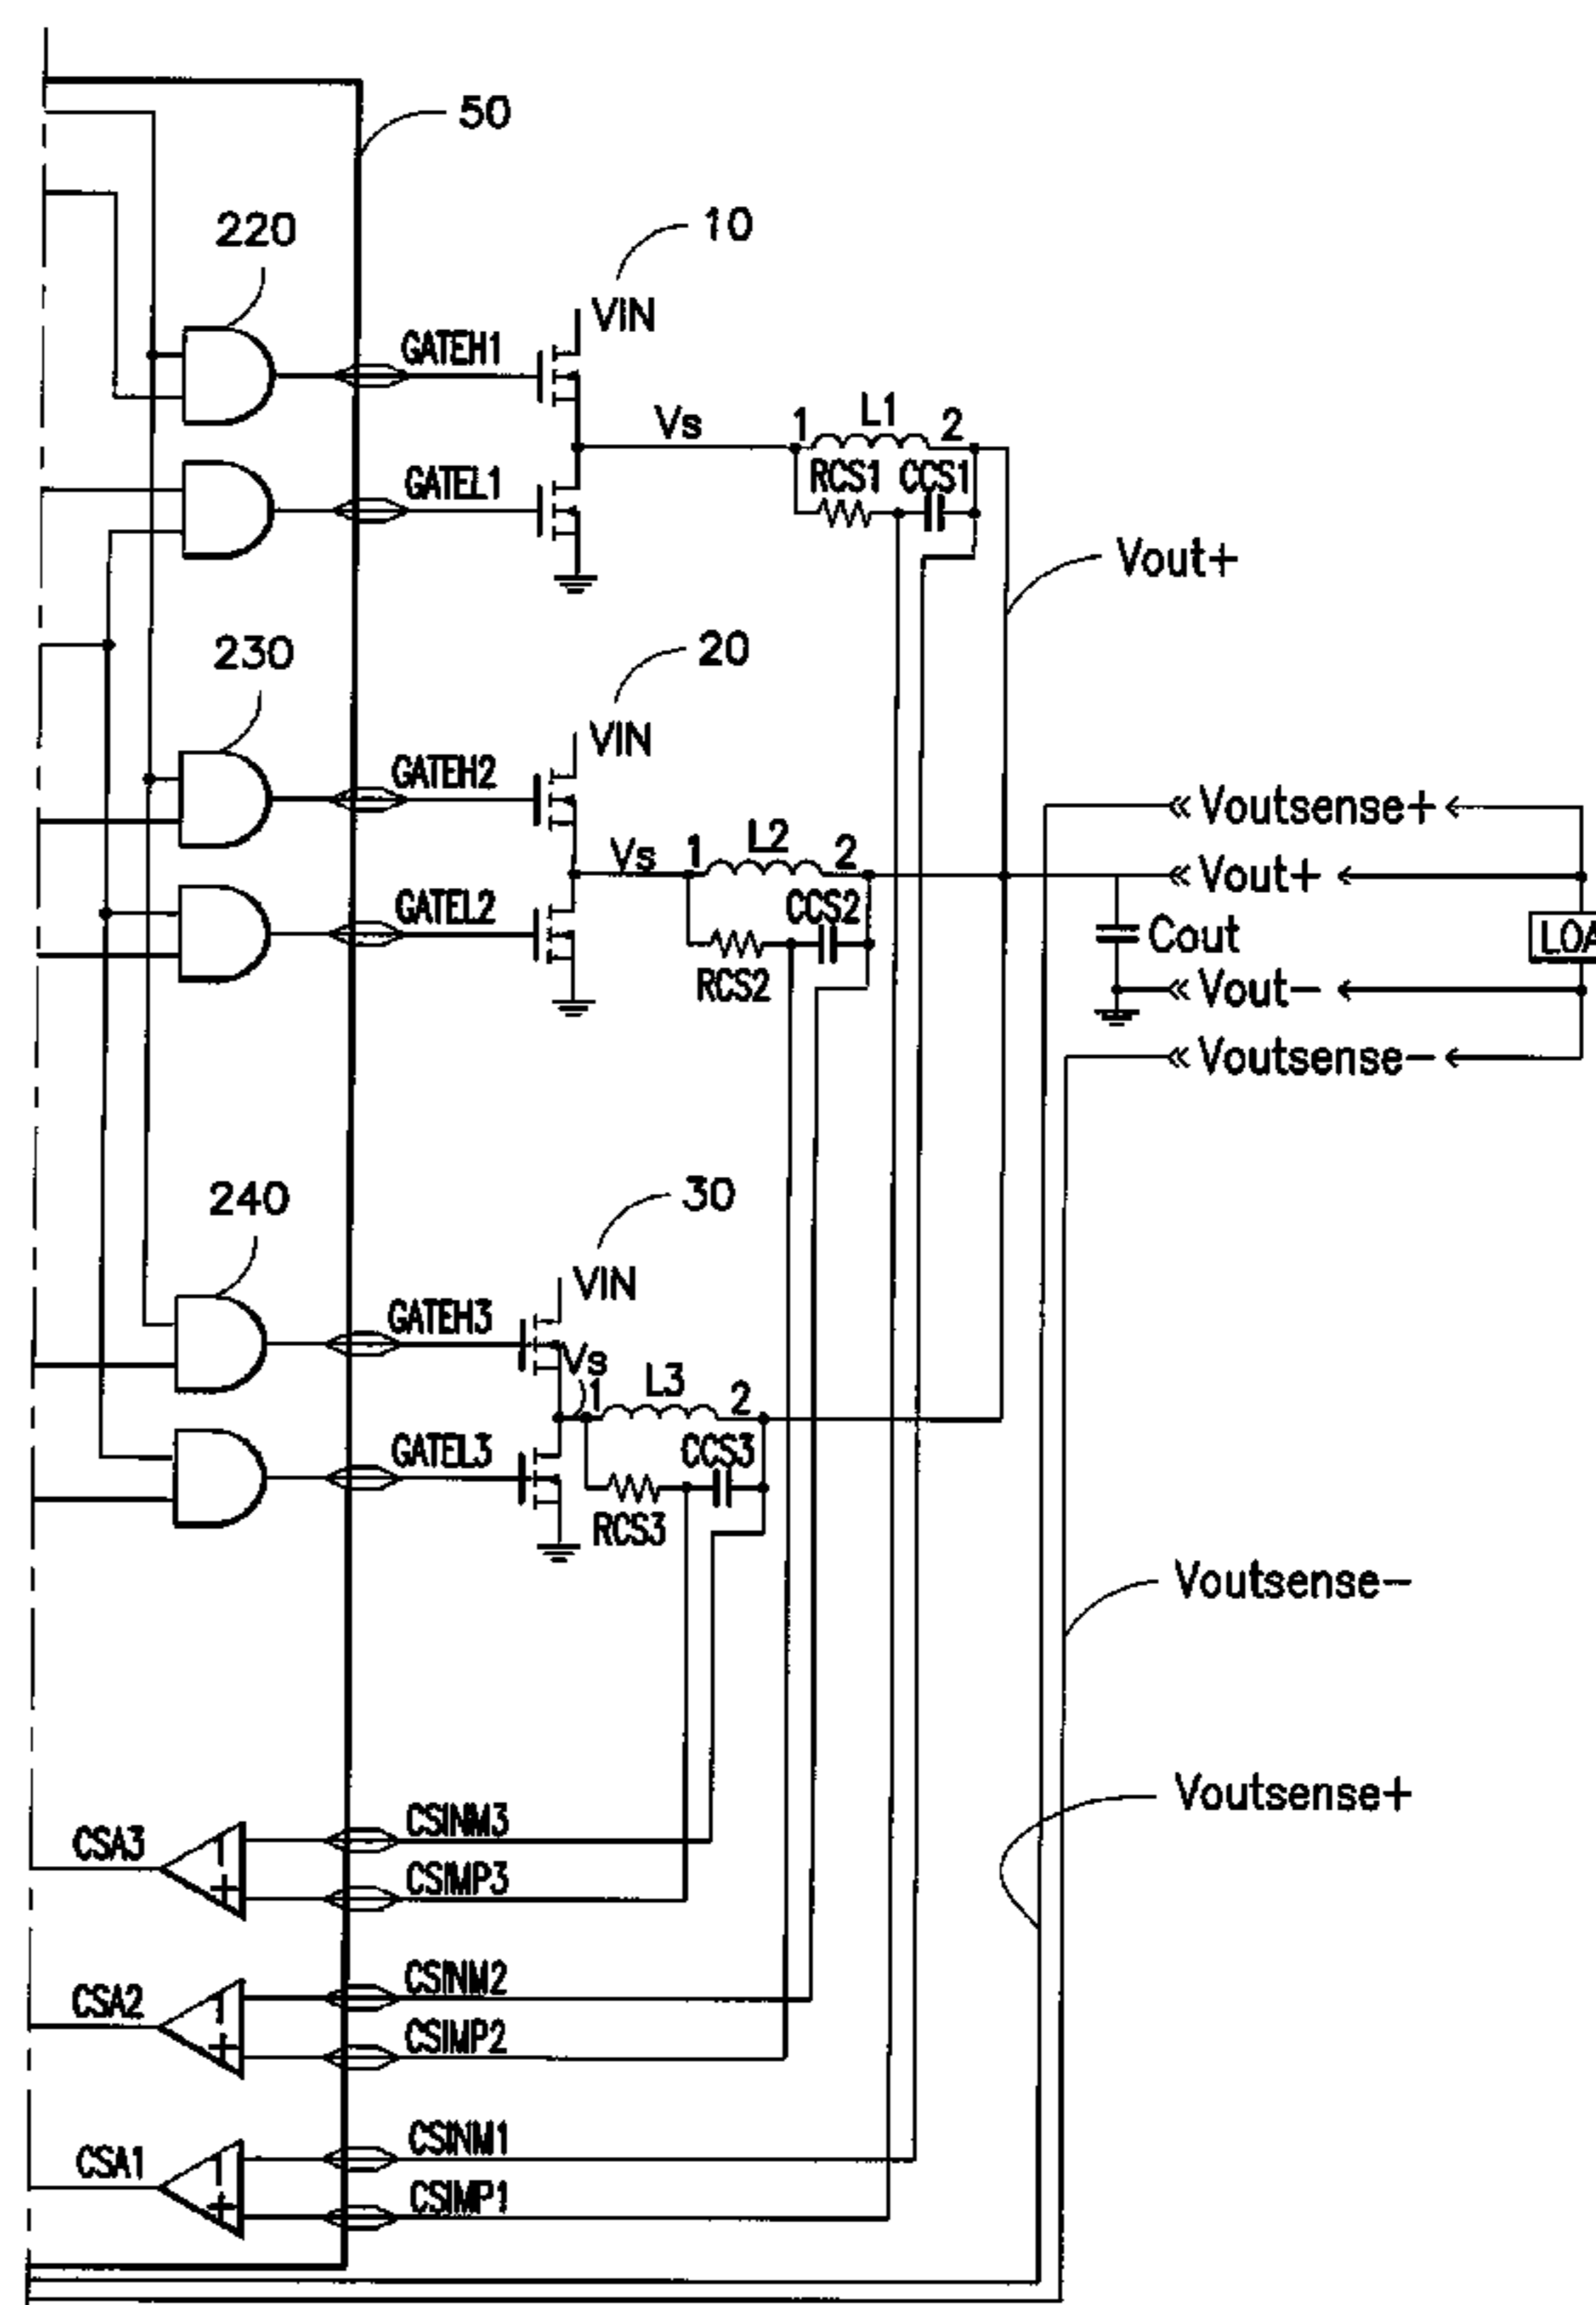 50
10
220
VIN
GATEH1
Vs
1 L1 2
RCS1 CCS1
GATEL1
Vout+
20
230
VIN
GATEH2
Voutsense+
Vs 1 L2 2
Vout+
GATEL2
CCS2
Cout
LOA
RCS2
Vout-
Voutsense-
30
240
VIN
GATEH3
Vs
1 L3 2
GATEL3
CCS3
RCS3
Voutsense-
Voutsense+
CSINM3
CSA3
CSIMP3
CSINM2
CSA2
CSIMP2
CSINM1
CSA1
CSIMP1